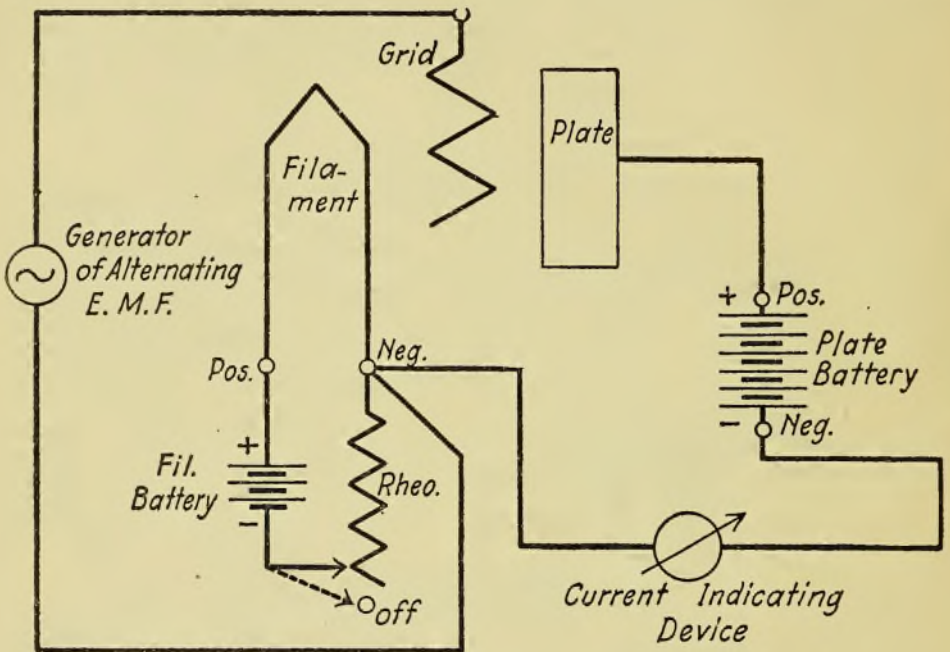 Grid
Plate
Fila-
ment
Generator
of Alternating
E. M. F.
Pos.
Neg.
+ Pos.
Plate
Battery
- Neg.
+
Fil.
Battery
-
Rheo.
off
Current Indicating
Device